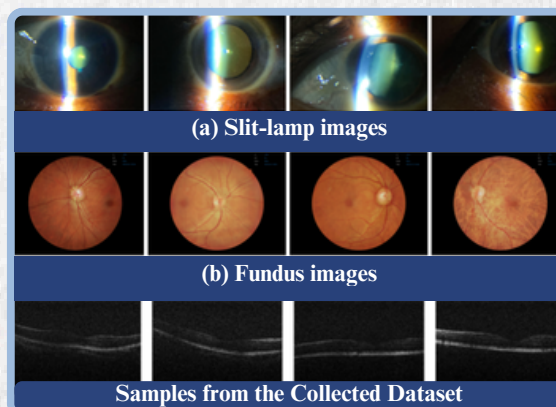 (a) Slit-lamp images
(b) Fundus images
Samples from the Collected Dataset